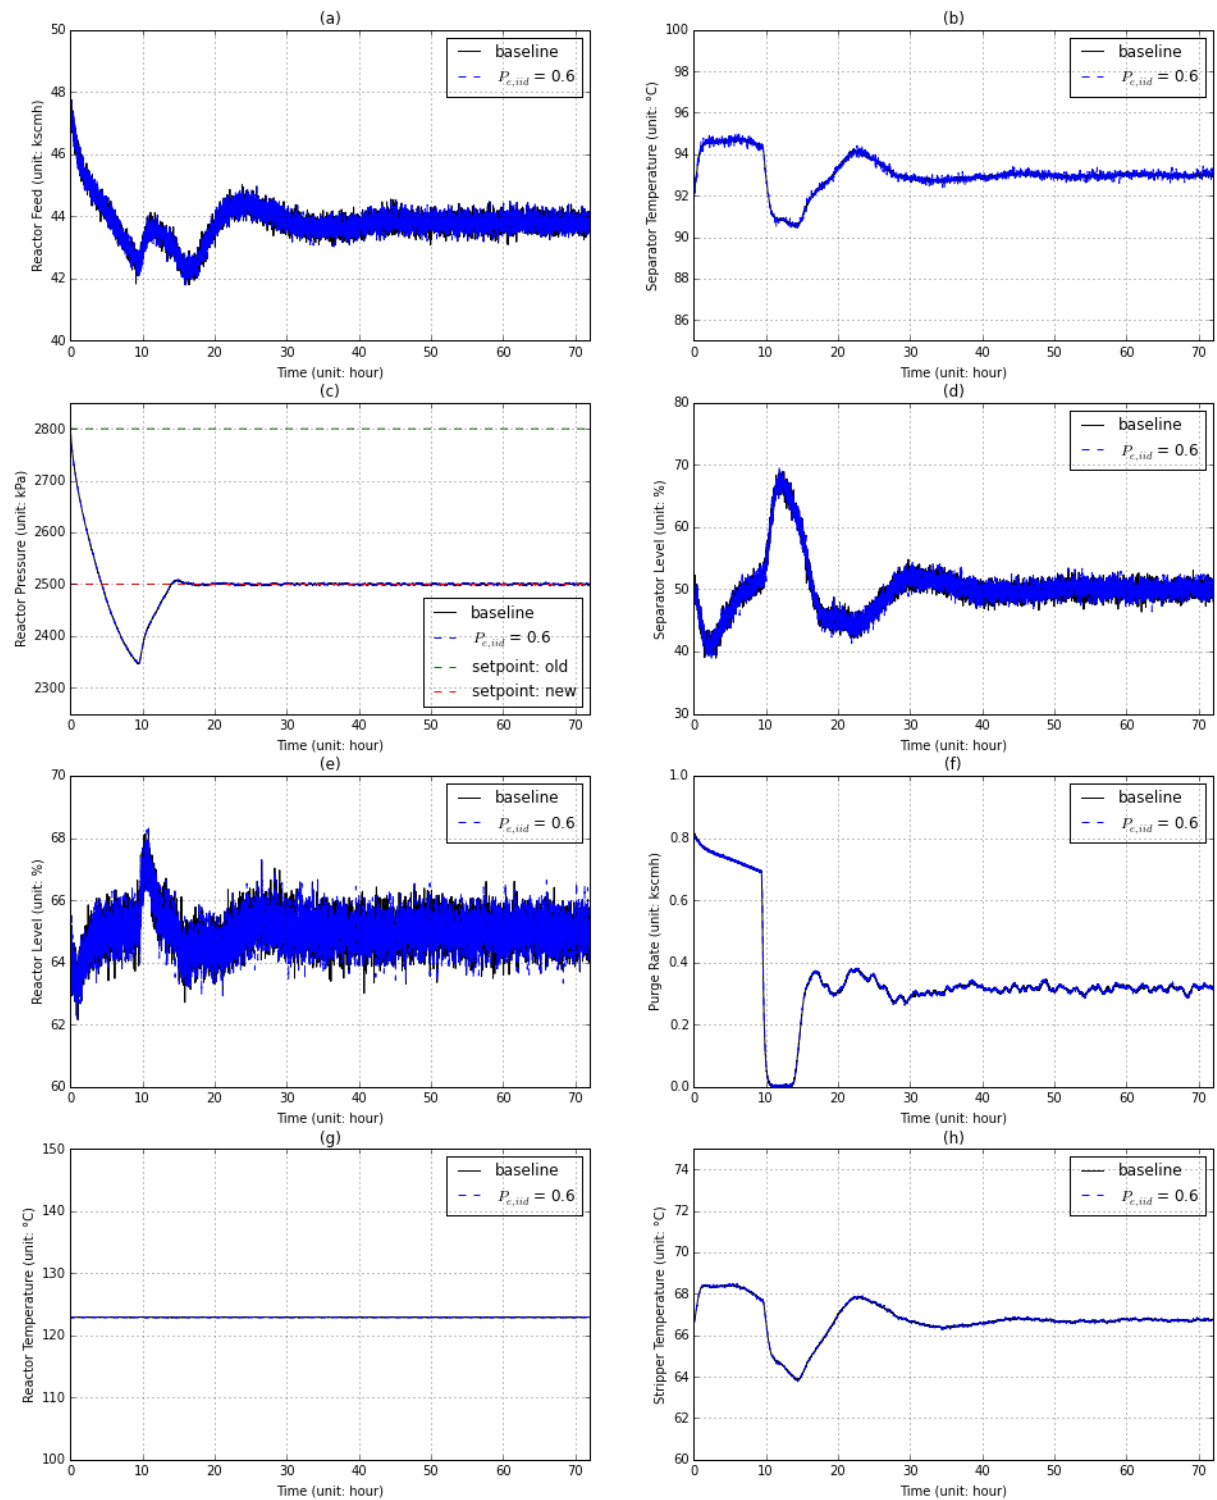 (a)
50
48
46
44
42
40
Reactor Feed (unit: kscmh)
baseline
P_{e,iid} = 0.6
0 10 20 30 40 50 60 70
Time (unit: hour)
(b)
100
98
96
94
92
90
88
86
Separator Temperature (unit: °C)
baseline
P_{e,iid} = 0.6
0 10 20 30 40 50 60 70
Time (unit: hour)
(c)
2800
2700
2600
2500
2400
2300
Reactor Pressure (unit: kPa)
baseline
P_{e,iid} = 0.6
setpoint: old
setpoint: new
0 10 20 30 40 50 60 70
Time (unit: hour)
(d)
80
70
60
50
40
30
Separator Level (unit: %)
baseline
P_{e,iid} = 0.6
0 10 20 30 40 50 60 70
Time (unit: hour)
(e)
70
68
66
64
62
60
Reactor Level (unit: %)
baseline
P_{e,iid} = 0.6
0 10 20 30 40 50 60 70
Time (unit: hour)
(f)
1.0
0.8
0.6
0.4
0.2
0.0
Purge Rate (unit: kscmh)
baseline
P_{e,iid} = 0.6
0 10 20 30 40 50 60 70
Time (unit: hour)
(g)
150
140
130
120
110
100
Reactor Temperature (unit: °C)
baseline
P_{e,iid} = 0.6
0 10 20 30 40 50 60 70
Time (unit: hour)
(h)
74
72
70
68
66
64
62
60
Stripper Temperature (unit: °C)
baseline
P_{e,iid} = 0.6
0 10 20 30 40 50 60 70
Time (unit: hour)